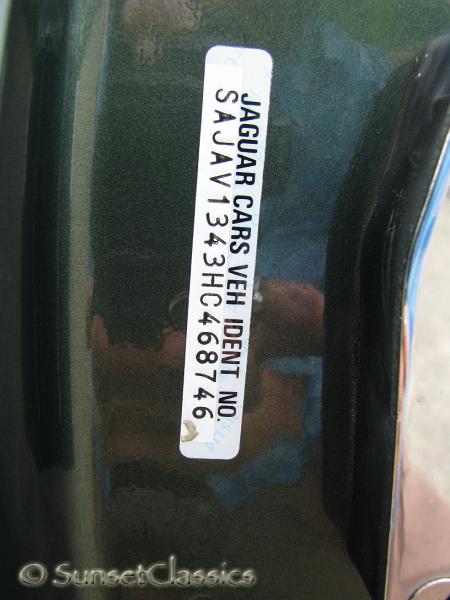 JAGUAR CARS VEH IDENT NO.
SAJAV1343HC468746
© SunsetClassics